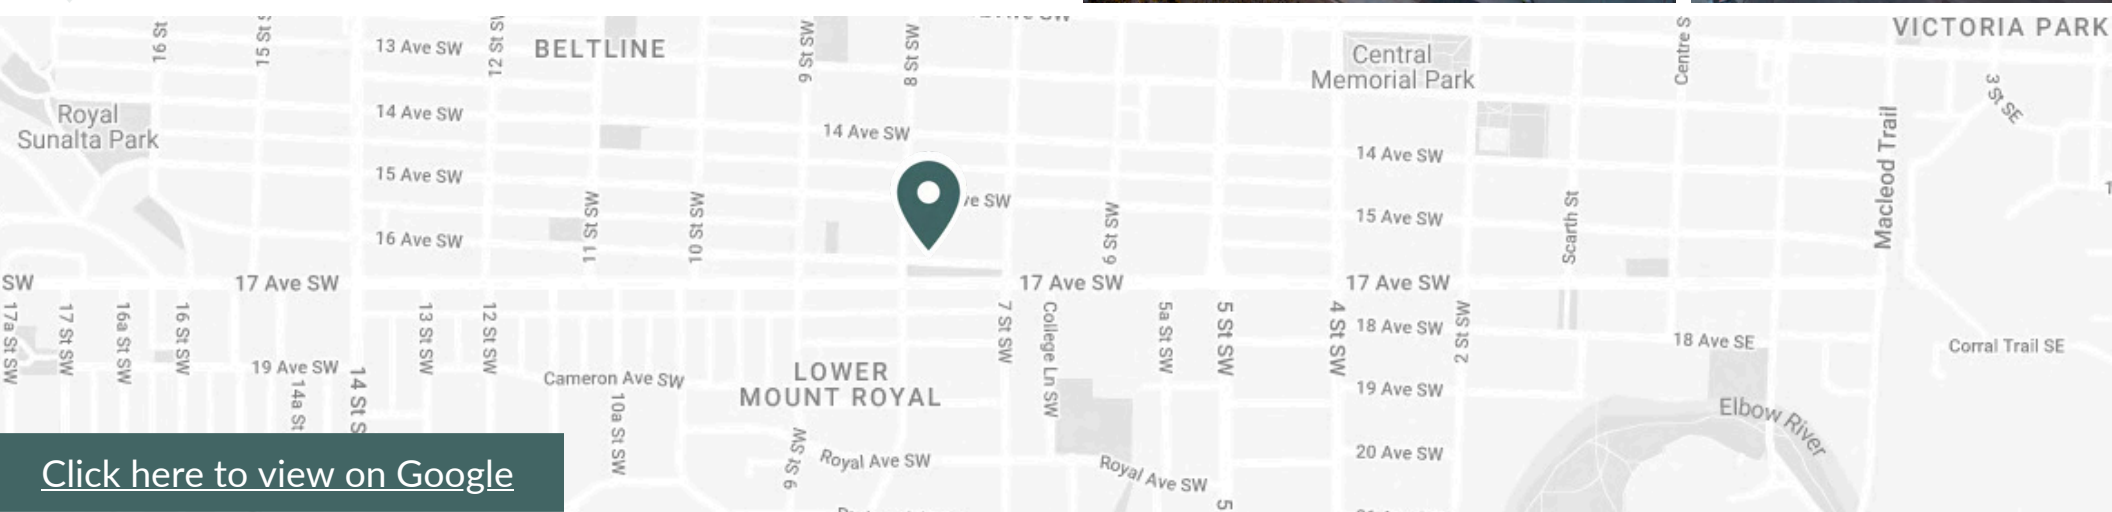 VICTORIA PARK
16 St
15 St
13 Ave SW
12 St
BELTLINE
9 St SW
8 St SW
Central
Memorial Park
Centre S
3 St SE
Royal
Sunalta Park
14 Ave SW
14 Ave SW
14 Ave SW
Macleod Trail
15 Ave SW
11 St SW
10 St SW
ve SW
6 St SW
15 Ave SW
Scarth St
16 Ave SW
SW
17 Ave SW
17 Ave SW
17 Ave SW
17a St SW
17 St SW
16a St SW
16 St SW
13 St SW
12 St SW
7 St SW
College Ln SW
5a St SW
5 St SW
4 St SW
18 Ave SW
2 St SW
18 Ave SE
Corral Trail SE
19 Ave SW
14a St
14 St S
Cameron Ave SW
10a St SW
LOWER
MOUNT ROYAL
19 Ave SW
Elbow River
9 St SW
Royal Ave SW
Royal Ave SW
20 Ave SW
5
Click here to view on Google